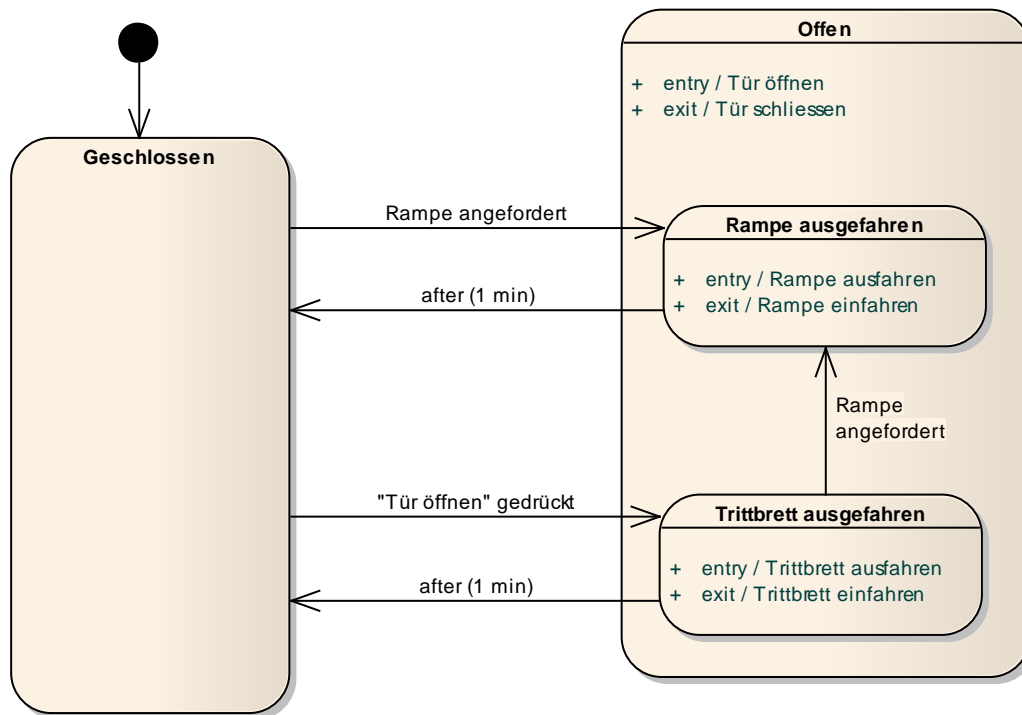 Offen
+ entry / Tür öffnen
+ exit / Tür schliessen
Geschlossen
Rampe angefordert
Rampe ausgefahren
+ entry / Rampe ausfahren
+ exit / Rampe einfahren
after (1 min)
Rampe
angefordert
"Tür öffnen" gedrückt
Trittbrett ausgefahren
+ entry / Trittbrett ausfahren
+ exit / Trittbrett einfahren
after (1 min)